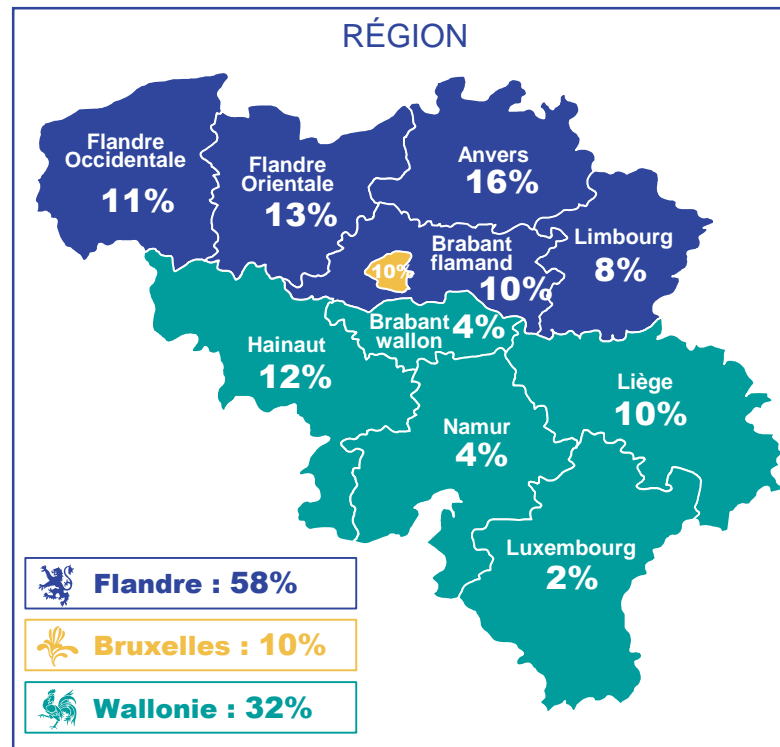 RÉGION
Flandre
Occidentale
11%
Flandre
Orientale
13%
Anvers
16%
Limbourg
8%
Brabant
flamand
10%
10%
Brabant
wallon
4%
Hainaut
12%
Liège
10%
Namur
4%
Luxembourg
2%
Flandre : 58%
Bruxelles : 10%
Wallonie : 32%